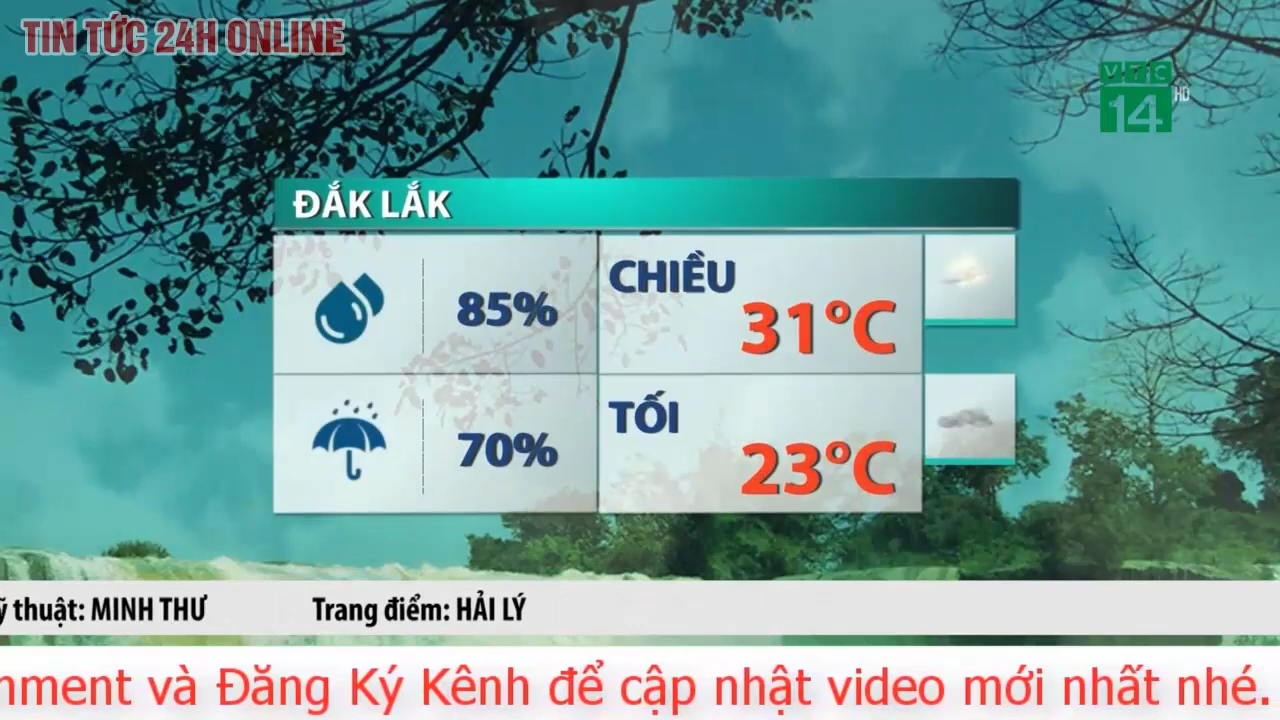 TIN TỨC 24H ONLINE
VTC
14 HD
ĐẮK LẮK
85%
CHIỀU
31°C
70%
TỐI
23°C
ỹ thuật: MINH THƯ
Trang điểm: HẢI LÝ
nment và Đăng Ký Kênh để cập nhật video mới nhất nhé.